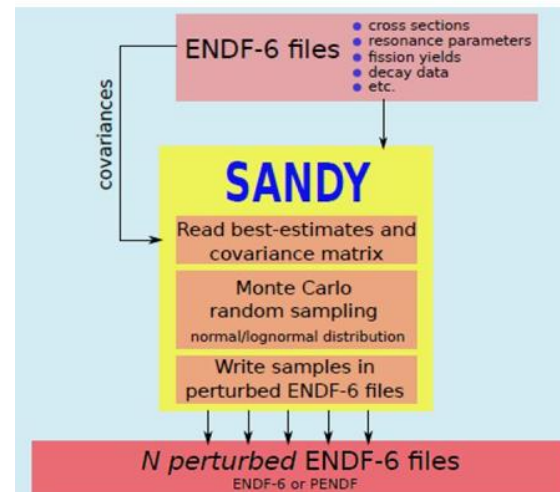 ENDF-6 files
• cross sections
• resonance parameters
• fission yields
• decay data
• etc.
covariances
SANDY
Read best-estimates and
covariance matrix
Monte Carlo
random sampling
normal/lognormal distribution
Write samples in
perturbed ENDF-6 files
N perturbed ENDF-6 files
ENDF-6 or PENDF